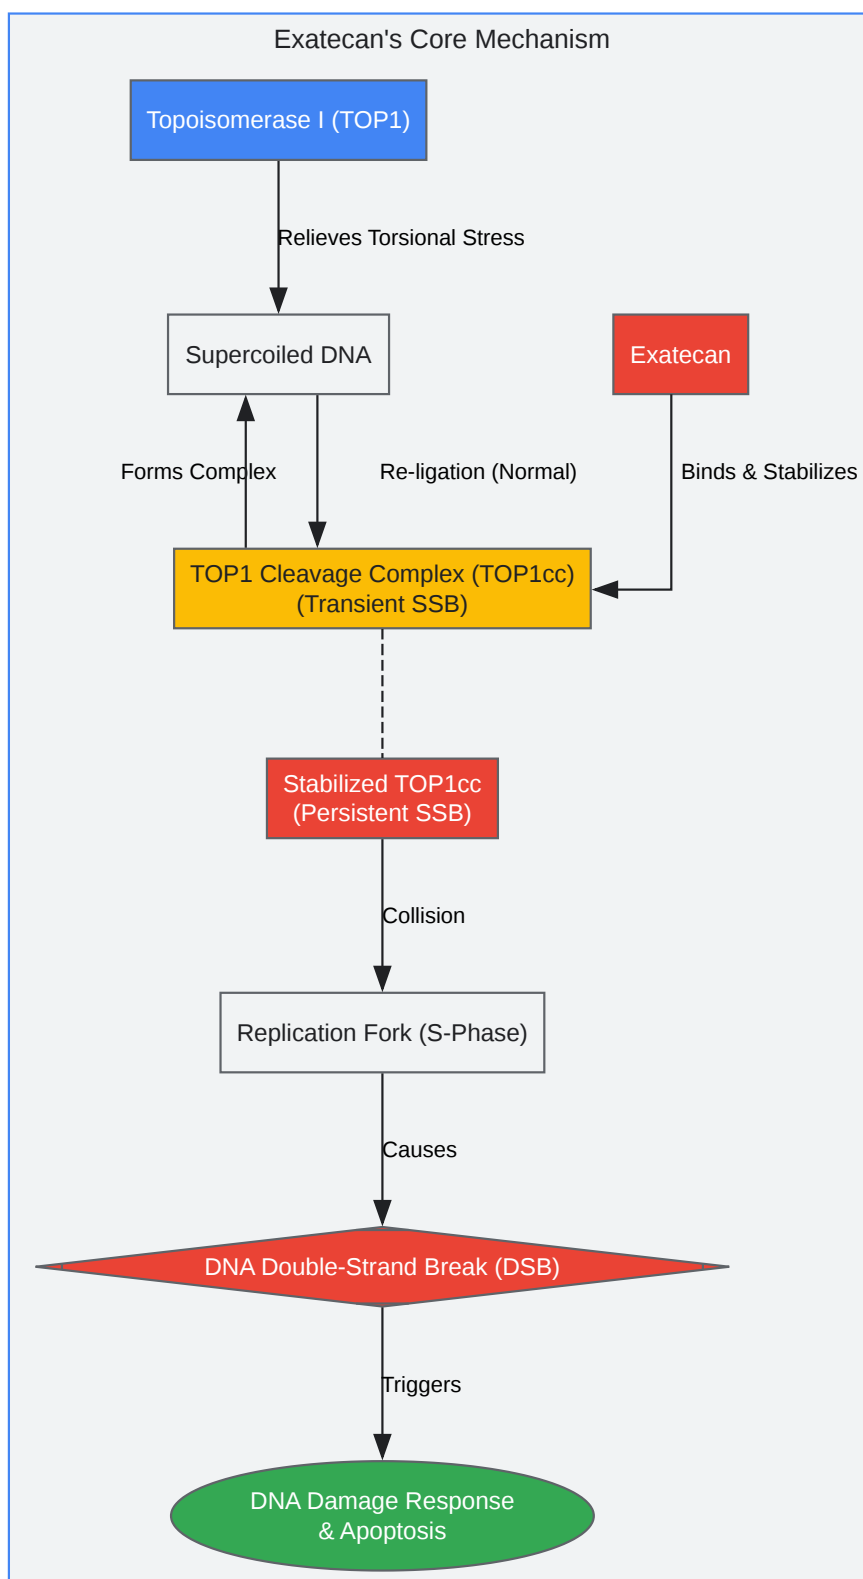 Exatecan's Core Mechanism
Topoisomerase I (TOP1)
Relieves Torsional Stress
Supercoiled DNA
Exatecan
Forms Complex
Re-ligation (Normal)
Binds & Stabilizes
TOP1 Cleavage Complex (TOP1cc)
(Transient SSB)
Stabilized TOP1cc
(Persistent SSB)
Collision
Replication Fork (S-Phase)
Causes
DNA Double-Strand Break (DSB)
Triggers
DNA Damage Response
& Apoptosis